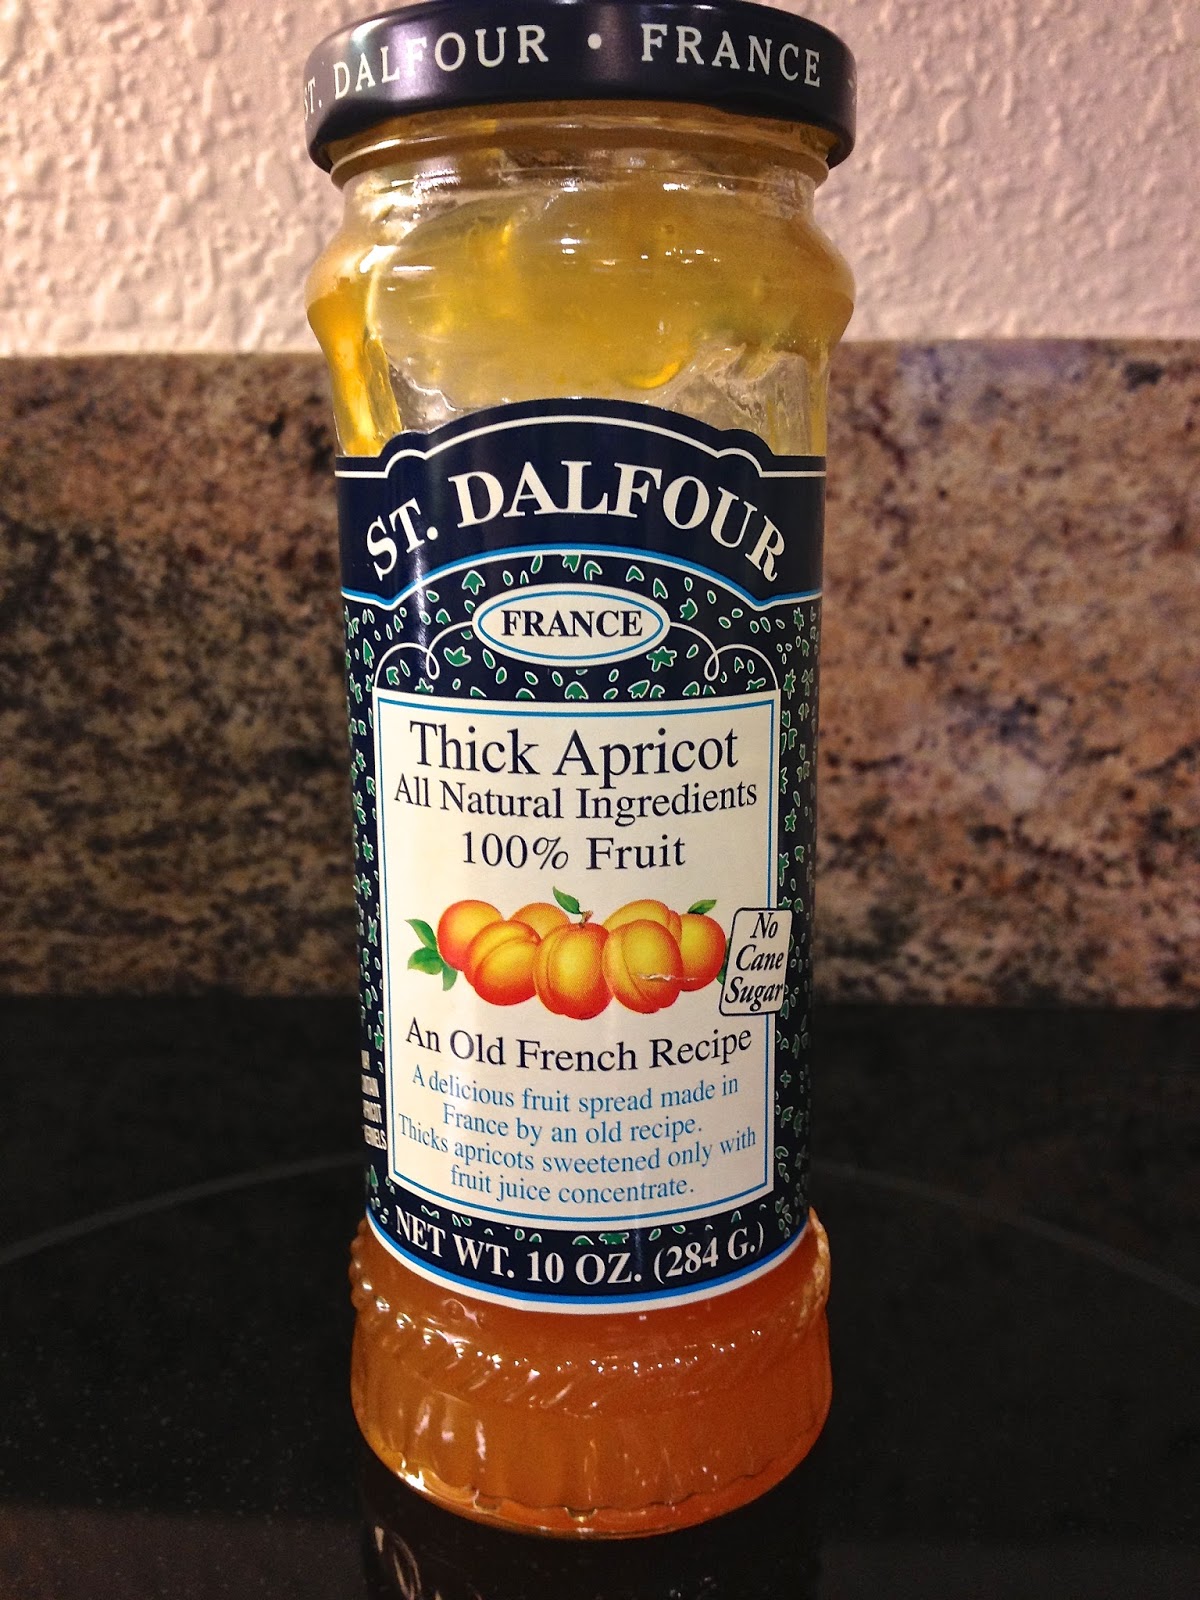 ST. DALFOUR • FRANCE
ST. DALFOUR
FRANCE
Thick Apricot
All Natural Ingredients
100% Fruit
No
Cane
Sugar
An Old French Recipe
A delicious fruit spread made in
France by an old recipe.
Thicks apricots sweetened only with
fruit juice concentrate.
NET WT. 10 OZ. (284 G.)